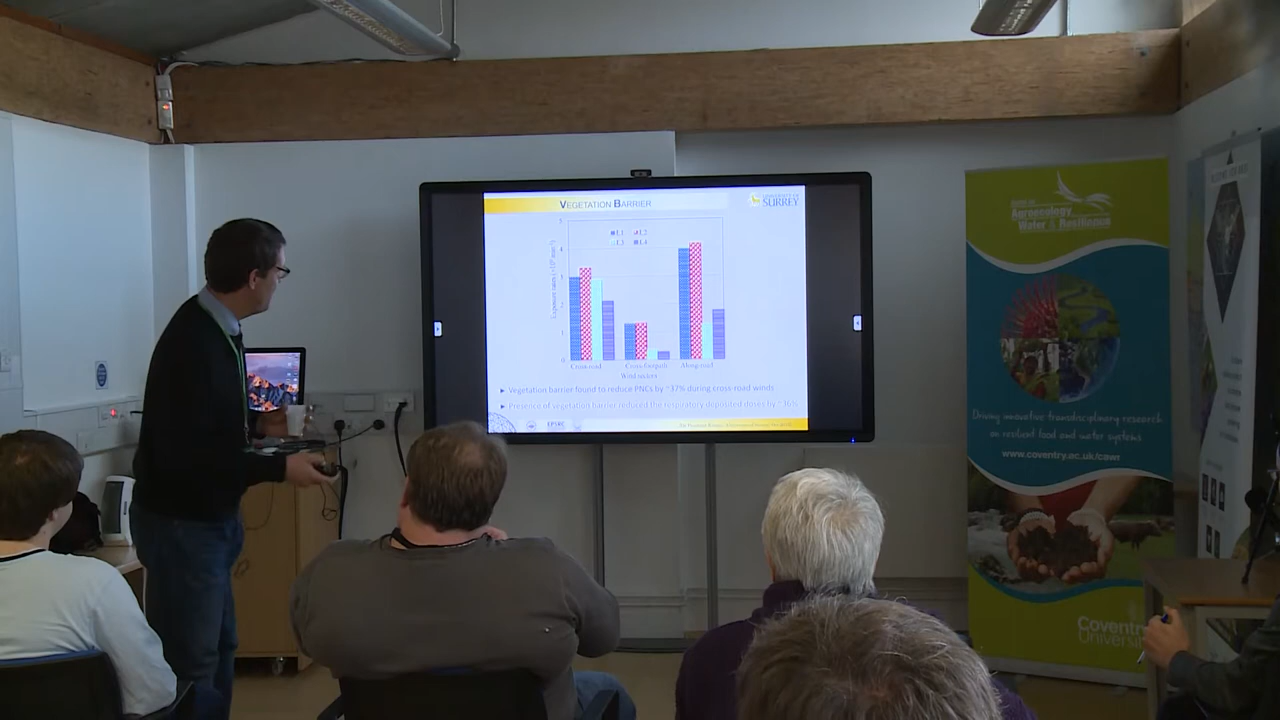 VEGETATION BARRIER
UNIVERSITY OF
SURREY
L1 L2
L3 L4
Cross-road Cross-footpath Along-road
Wind sectors
► Vegetation barrier found to reduce PNCs by ~37% during cross-road winds
► Presence of vegetation barrier reduced the respiratory deposited doses by ~36%
EPSRC
Agroecology
Water & Resilience
Driving innovative transdisciplinary research
on resilient food and water systems
www.coventry.ac.uk/cawr
Coventry
University